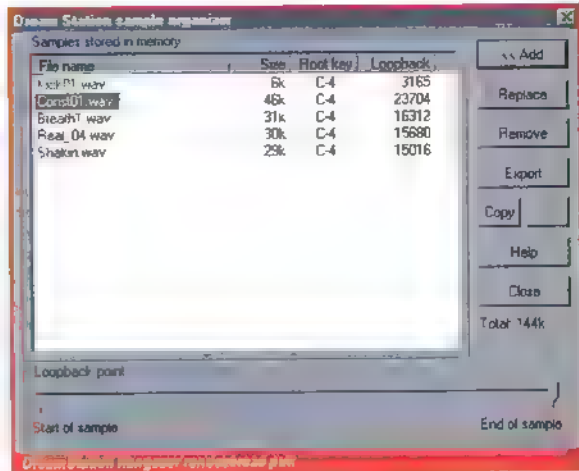 Dream Station sample organiser
Samples stored in memory
File name Size Root key Loopback
6k C-4 3165
Const01.wav 46k C-4 23704
Breath1.wav 31k C-4 16312
Real_04.wav 30k C-4 15680
Shakin.wav 29k C-4 15016
<< Add
Replace
Remove
Export
Copy
Help
Close
Total: 144k
Loopback point
Start of sample
End of sample